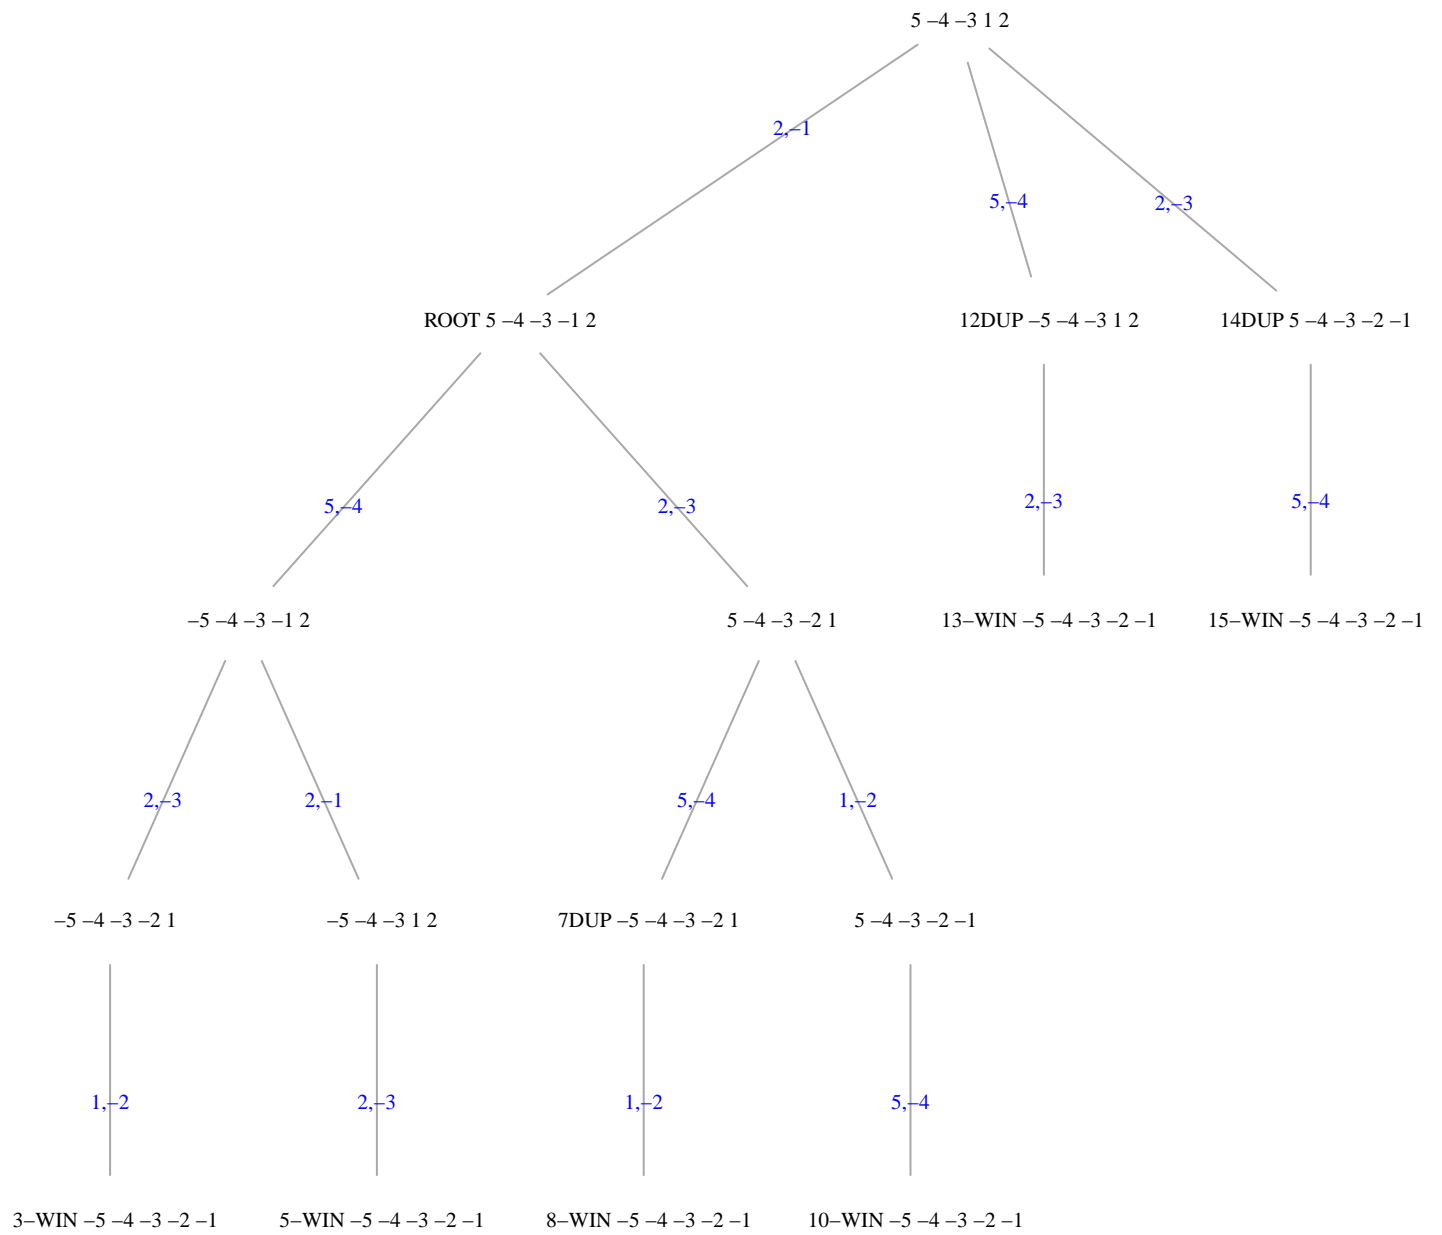 5 –4 –3 1 2
2,–1
5,–4
2,–3
ROOT 5 –4 –3 –1 2
12DUP –5 –4 –3 1 2
14DUP 5 –4 –3 –2 –1
5,–4
2,–3
2,–3
5,–4
–5 –4 –3 –1 2
5 –4 –3 –2 1
13–WIN –5 –4 –3 –2 –1
15–WIN –5 –4 –3 –2 –1
2,–3
2,–1
5,–4
1,–2
–5 –4 –3 –2 1
–5 –4 –3 1 2
7DUP –5 –4 –3 –2 1
5 –4 –3 –2 –1
1,–2
2,–3
1,–2
5,–4
3–WIN –5 –4 –3 –2 –1
5–WIN –5 –4 –3 –2 –1
8–WIN –5 –4 –3 –2 –1
10–WIN –5 –4 –3 –2 –1